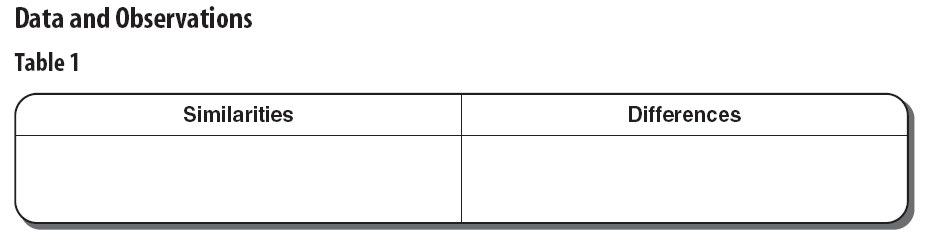 Data and Observations
Table 1
Similarities Differences